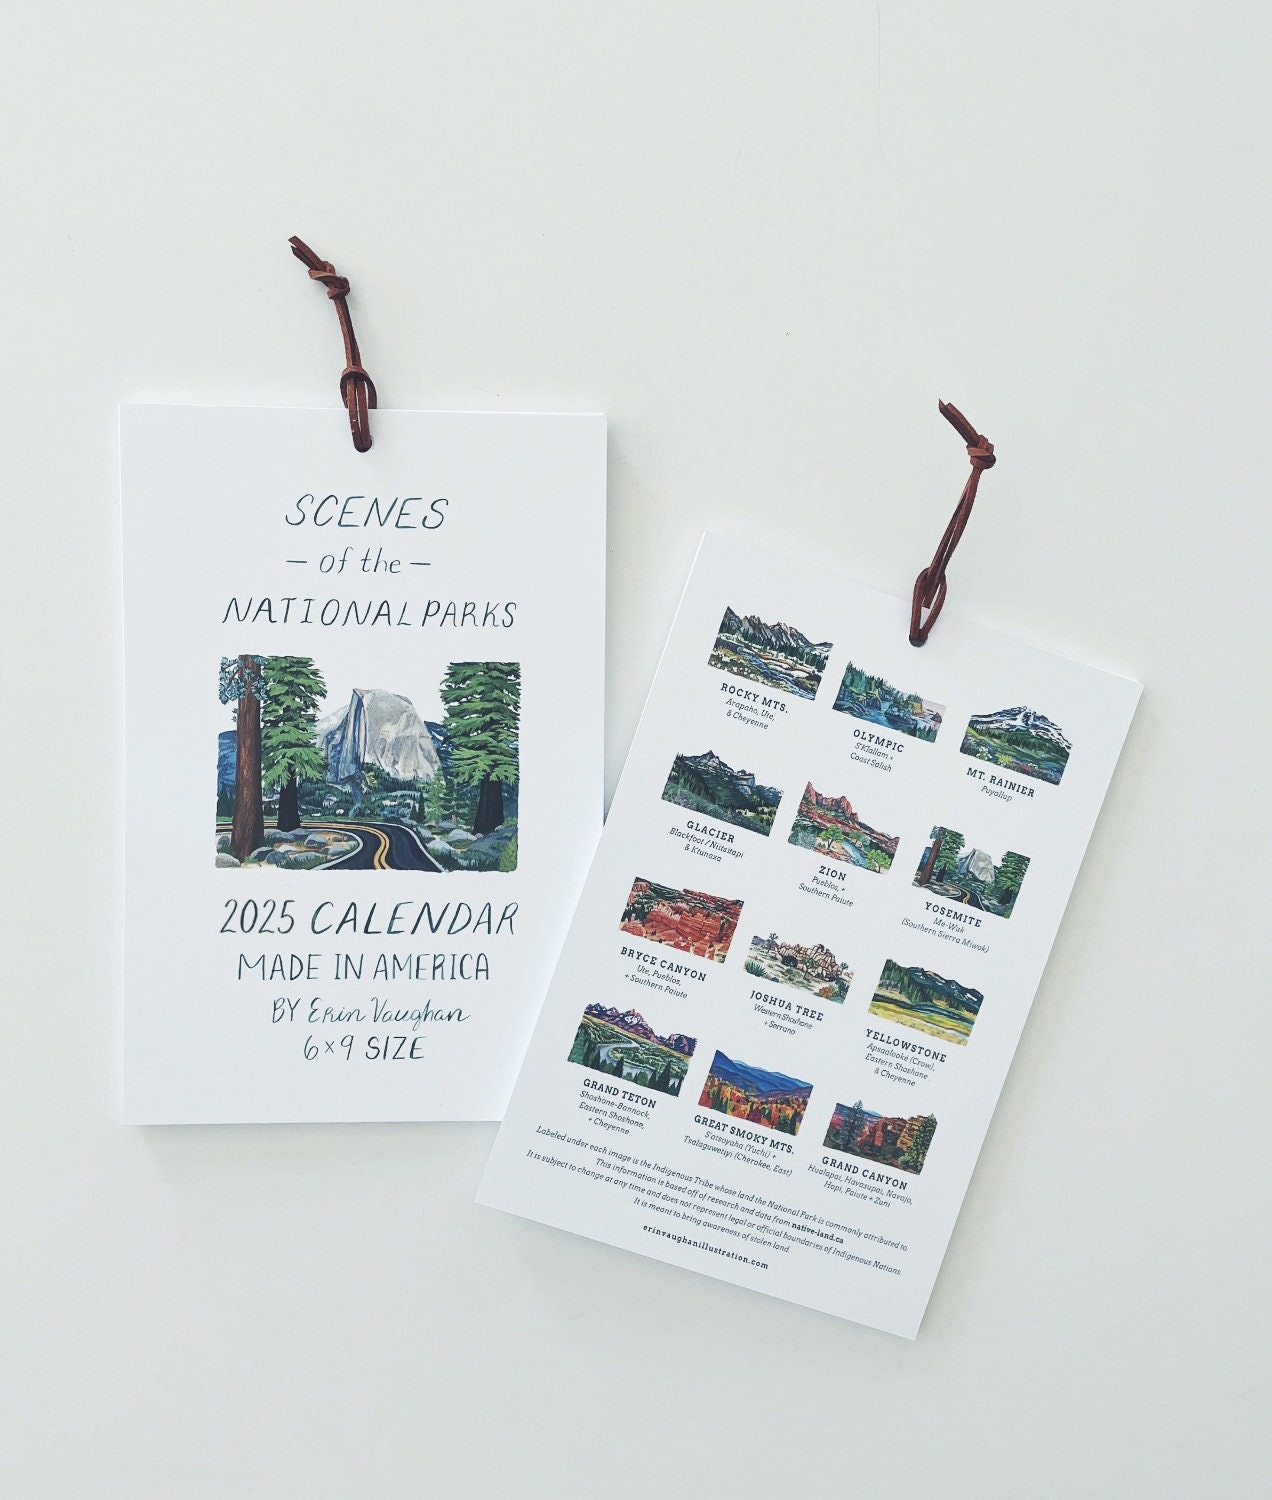 SCENES
— of the —
NATIONAL PARKS
2025 CALENDAR
MADE IN AMERICA
BY Erin Vaughan
6×9 SIZE
ROCKY MTS.
Arapaho, Ute,
& Cheyenne
OLYMPIC
S'Klallam +
Coast Salish
MT. RAINIER
Puyallup
GLACIER
Blackfoot / Niitsitapi
& Ktunaxa
ZION
Pueblos, +
Southern Paiute
YOSEMITE
Me-Wuk
(Southern Sierra Miwok)
BRYCE CANYON
Ute, Pueblos,
+ Southern Paiute
JOSHUA TREE
Western Shoshone
+ Serrano
YELLOWSTONE
Apsaalooké (Crow),
Eastern Shoshone,
& Cheyenne
GRAND TETON
Shoshone-Bannock,
Eastern Shoshone,
+ Cheyenne
GREAT SMOKY MTS.
S'atsoyaha (Yuchi) +
Tsalaguwetiyi (Cherokee, East)
GRAND CANYON
Hualapai, Havasupai, Navajo,
Hopi, Paiute + Zuni
Labeled under each image is the Indigenous Tribe whose land the National Park is commonly attributed to.
This information is based off of research and data from native-land.ca
It is subject to change at any time and does not represent legal or official boundaries of Indigenous Nations.
It is meant to bring awareness of stolen land.
erinvaughanillustration.com